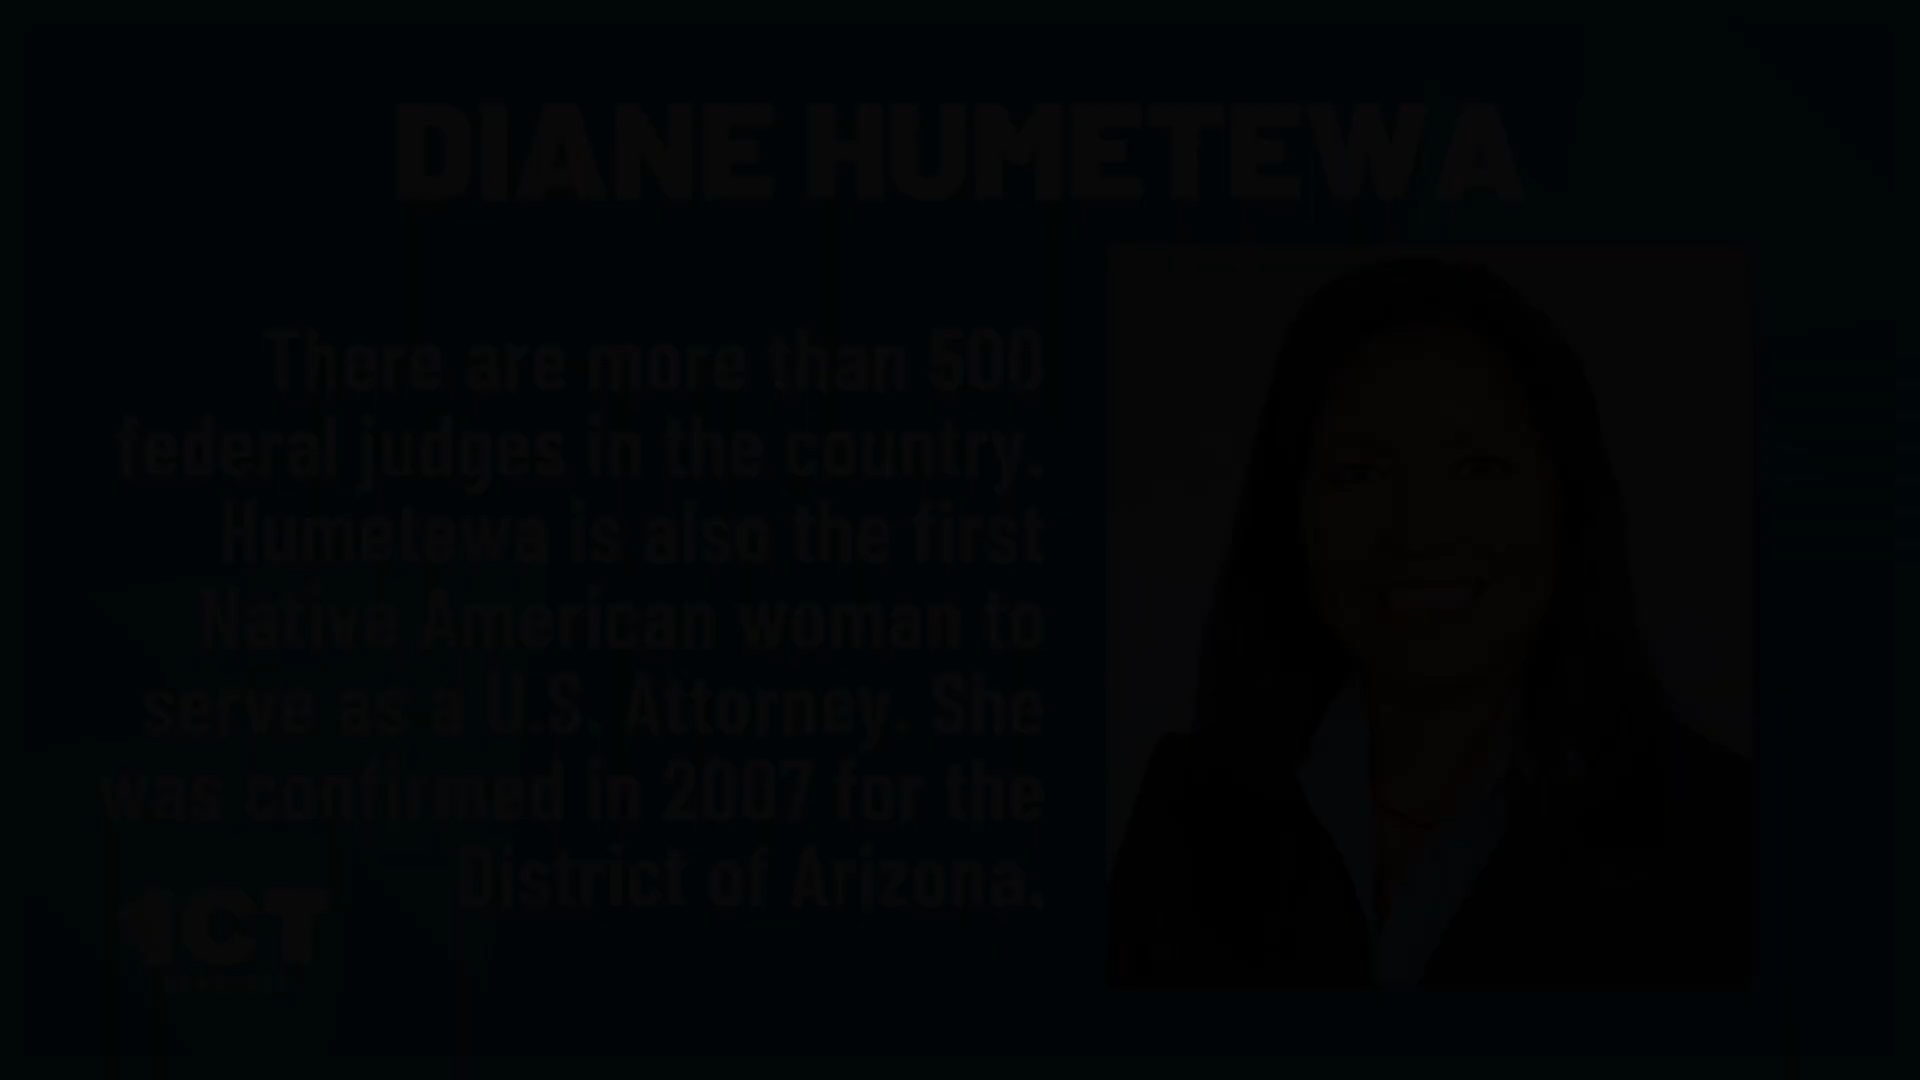 DIANE HUMETEWA
There are more than 500
federal judges in the country.
Humetewa is also the first
Native American woman to
serve as a U.S. Attorney. She
was confirmed in 2007 for the
District of Arizona.
ICT